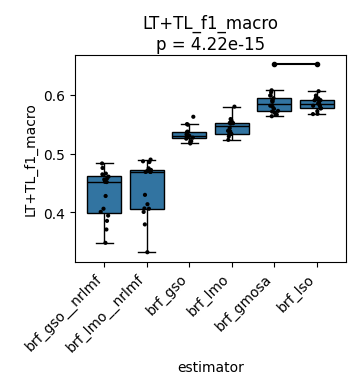 LT+TL_f1_macro
p = 4.22e-15
LT+TL_f1_macro
0.6
0.5
0.4
brf_gso__nrlmf
brf_lmo__nrlmf
brf_gso
brf_lmo
brf_gmosa
brf_lso
estimator